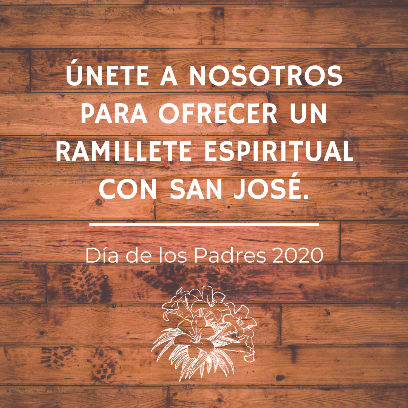 ÚNETE A NOSOTROS
PARA OFRECER UN
RAMILLETE ESPIRITUAL
CON SAN JOSÉ.
Día de los Padres 2020